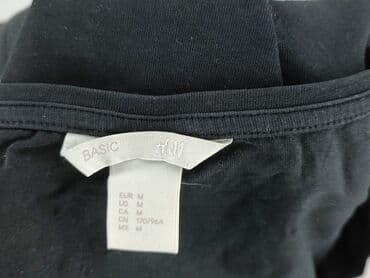 BASIC H&M
EUR M
US M
CA M
CN 170/96A
MX M